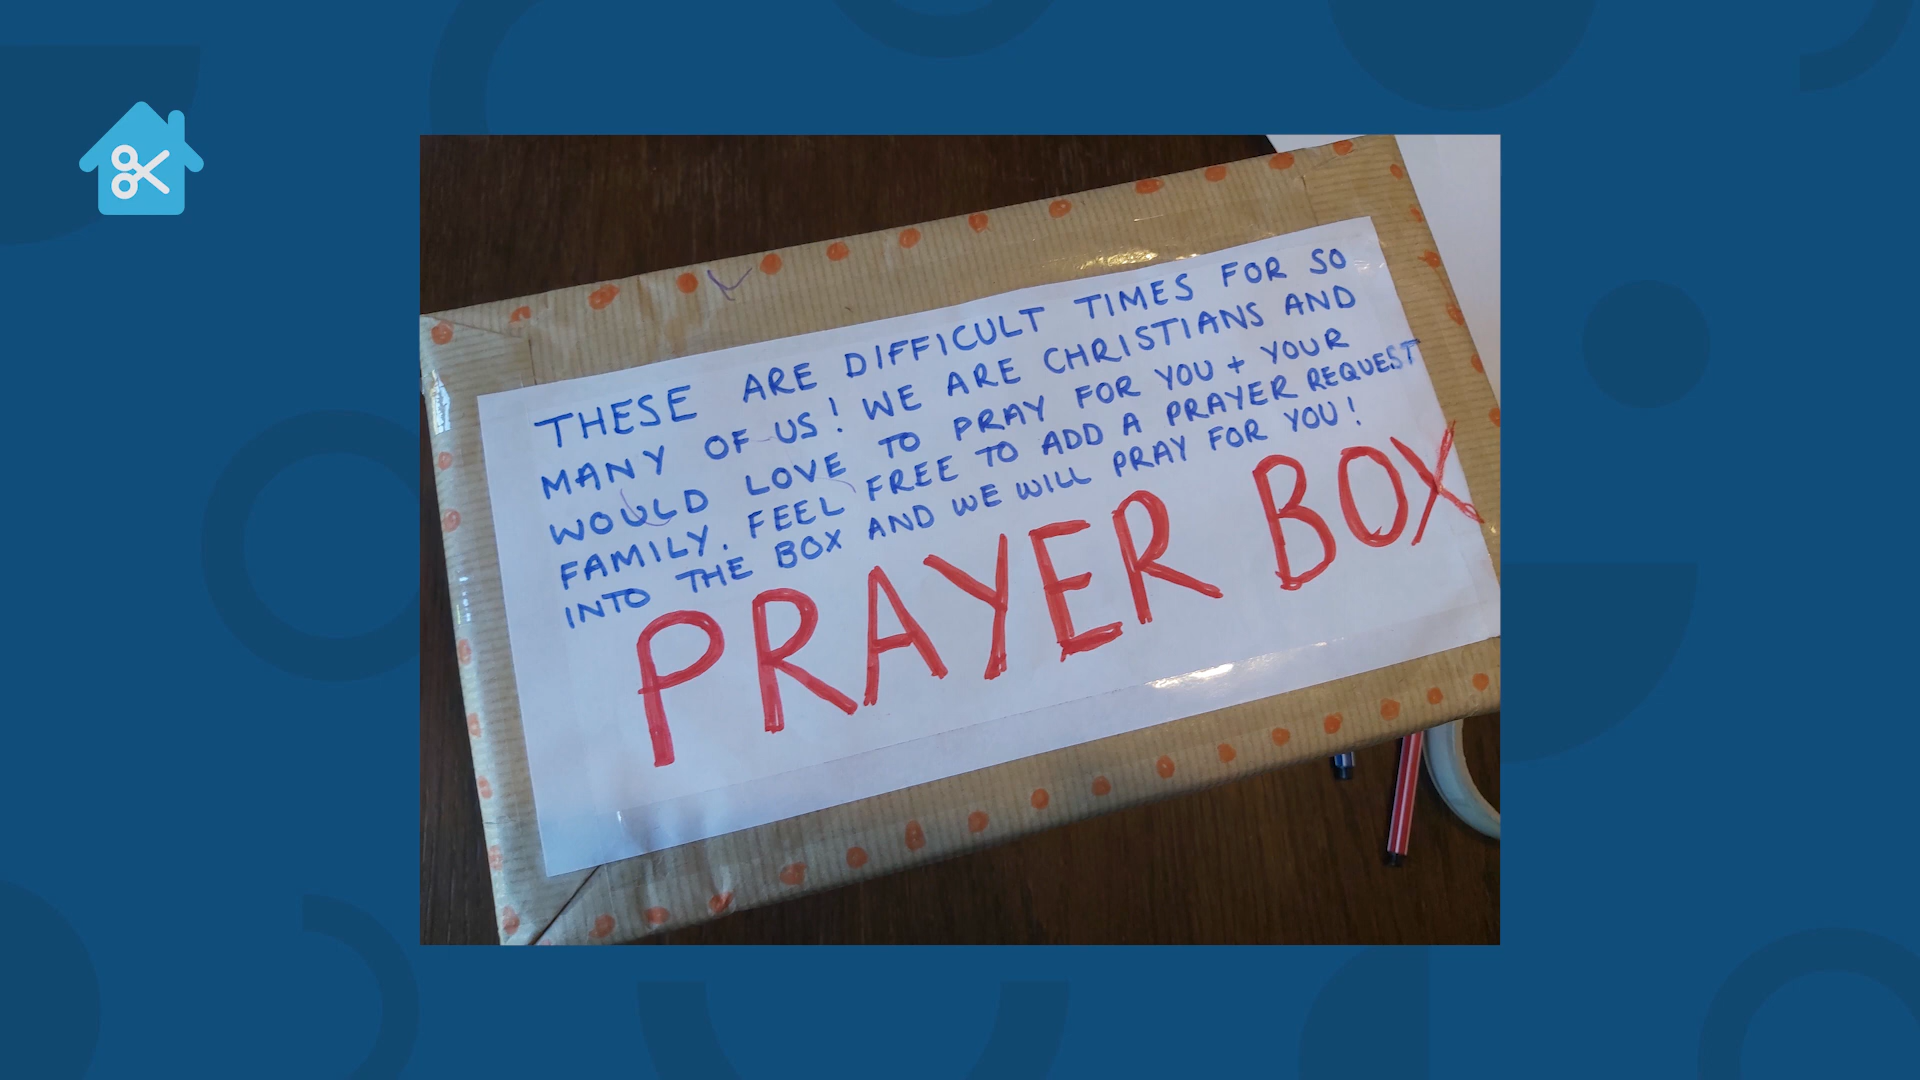 THESE ARE DIFFICULT TIMES FOR SO
MANY OF US! WE ARE CHRISTIANS AND
WOULD LOVE TO PRAY FOR YOU + YOUR
FAMILY. FEEL FREE TO ADD A PRAYER REQUEST
INTO THE BOX AND WE WILL PRAY FOR YOU!
PRAYER BOX